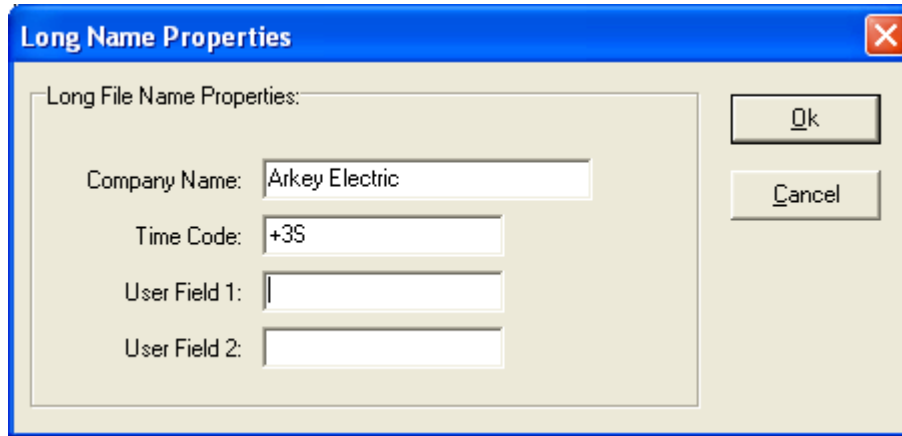 Long Name Properties
Long File Name Properties:
Ok
Company Name: Arkey Electric
Cancel
Time Code: +3S
User Field 1:
User Field 2: